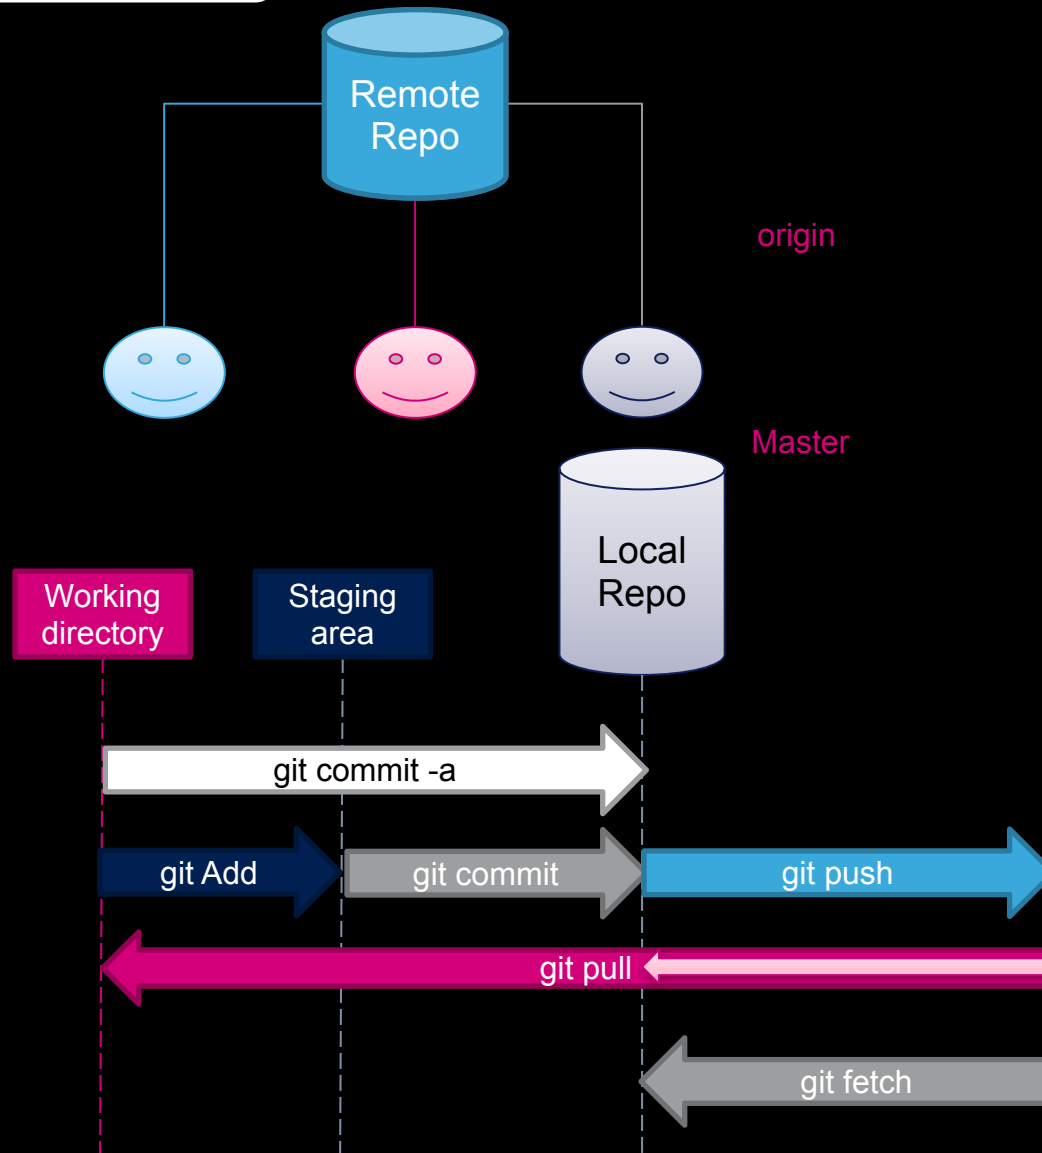 Remote
Repo
origin
Master
Local
Repo
Working
directory
Staging
area
git commit -a
git Add
git commit
git push
git pull
git fetch